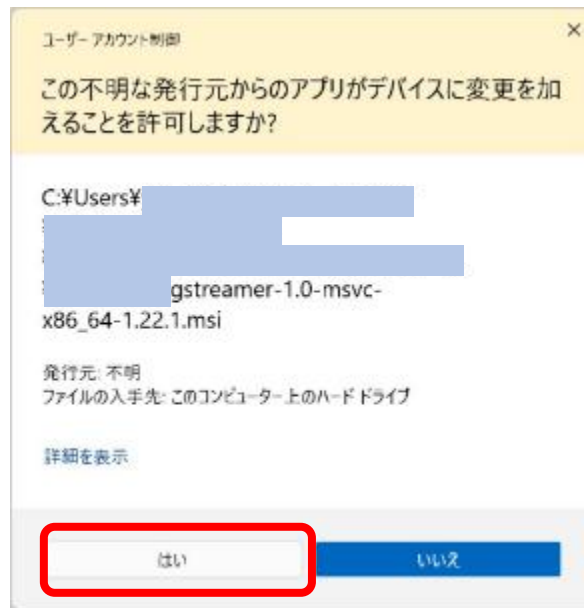 ユーザー アカウント制御
×
この不明な発行元からのアプリがデバイスに変更を加
えることを許可しますか?
C:¥Users¥
gstreamer-1.0-msvc-
x86_64-1.22.1.msi
発行元: 不明
ファイルの入手先: このコンピューター上のハード ドライブ
詳細を表示
はい
いいえ